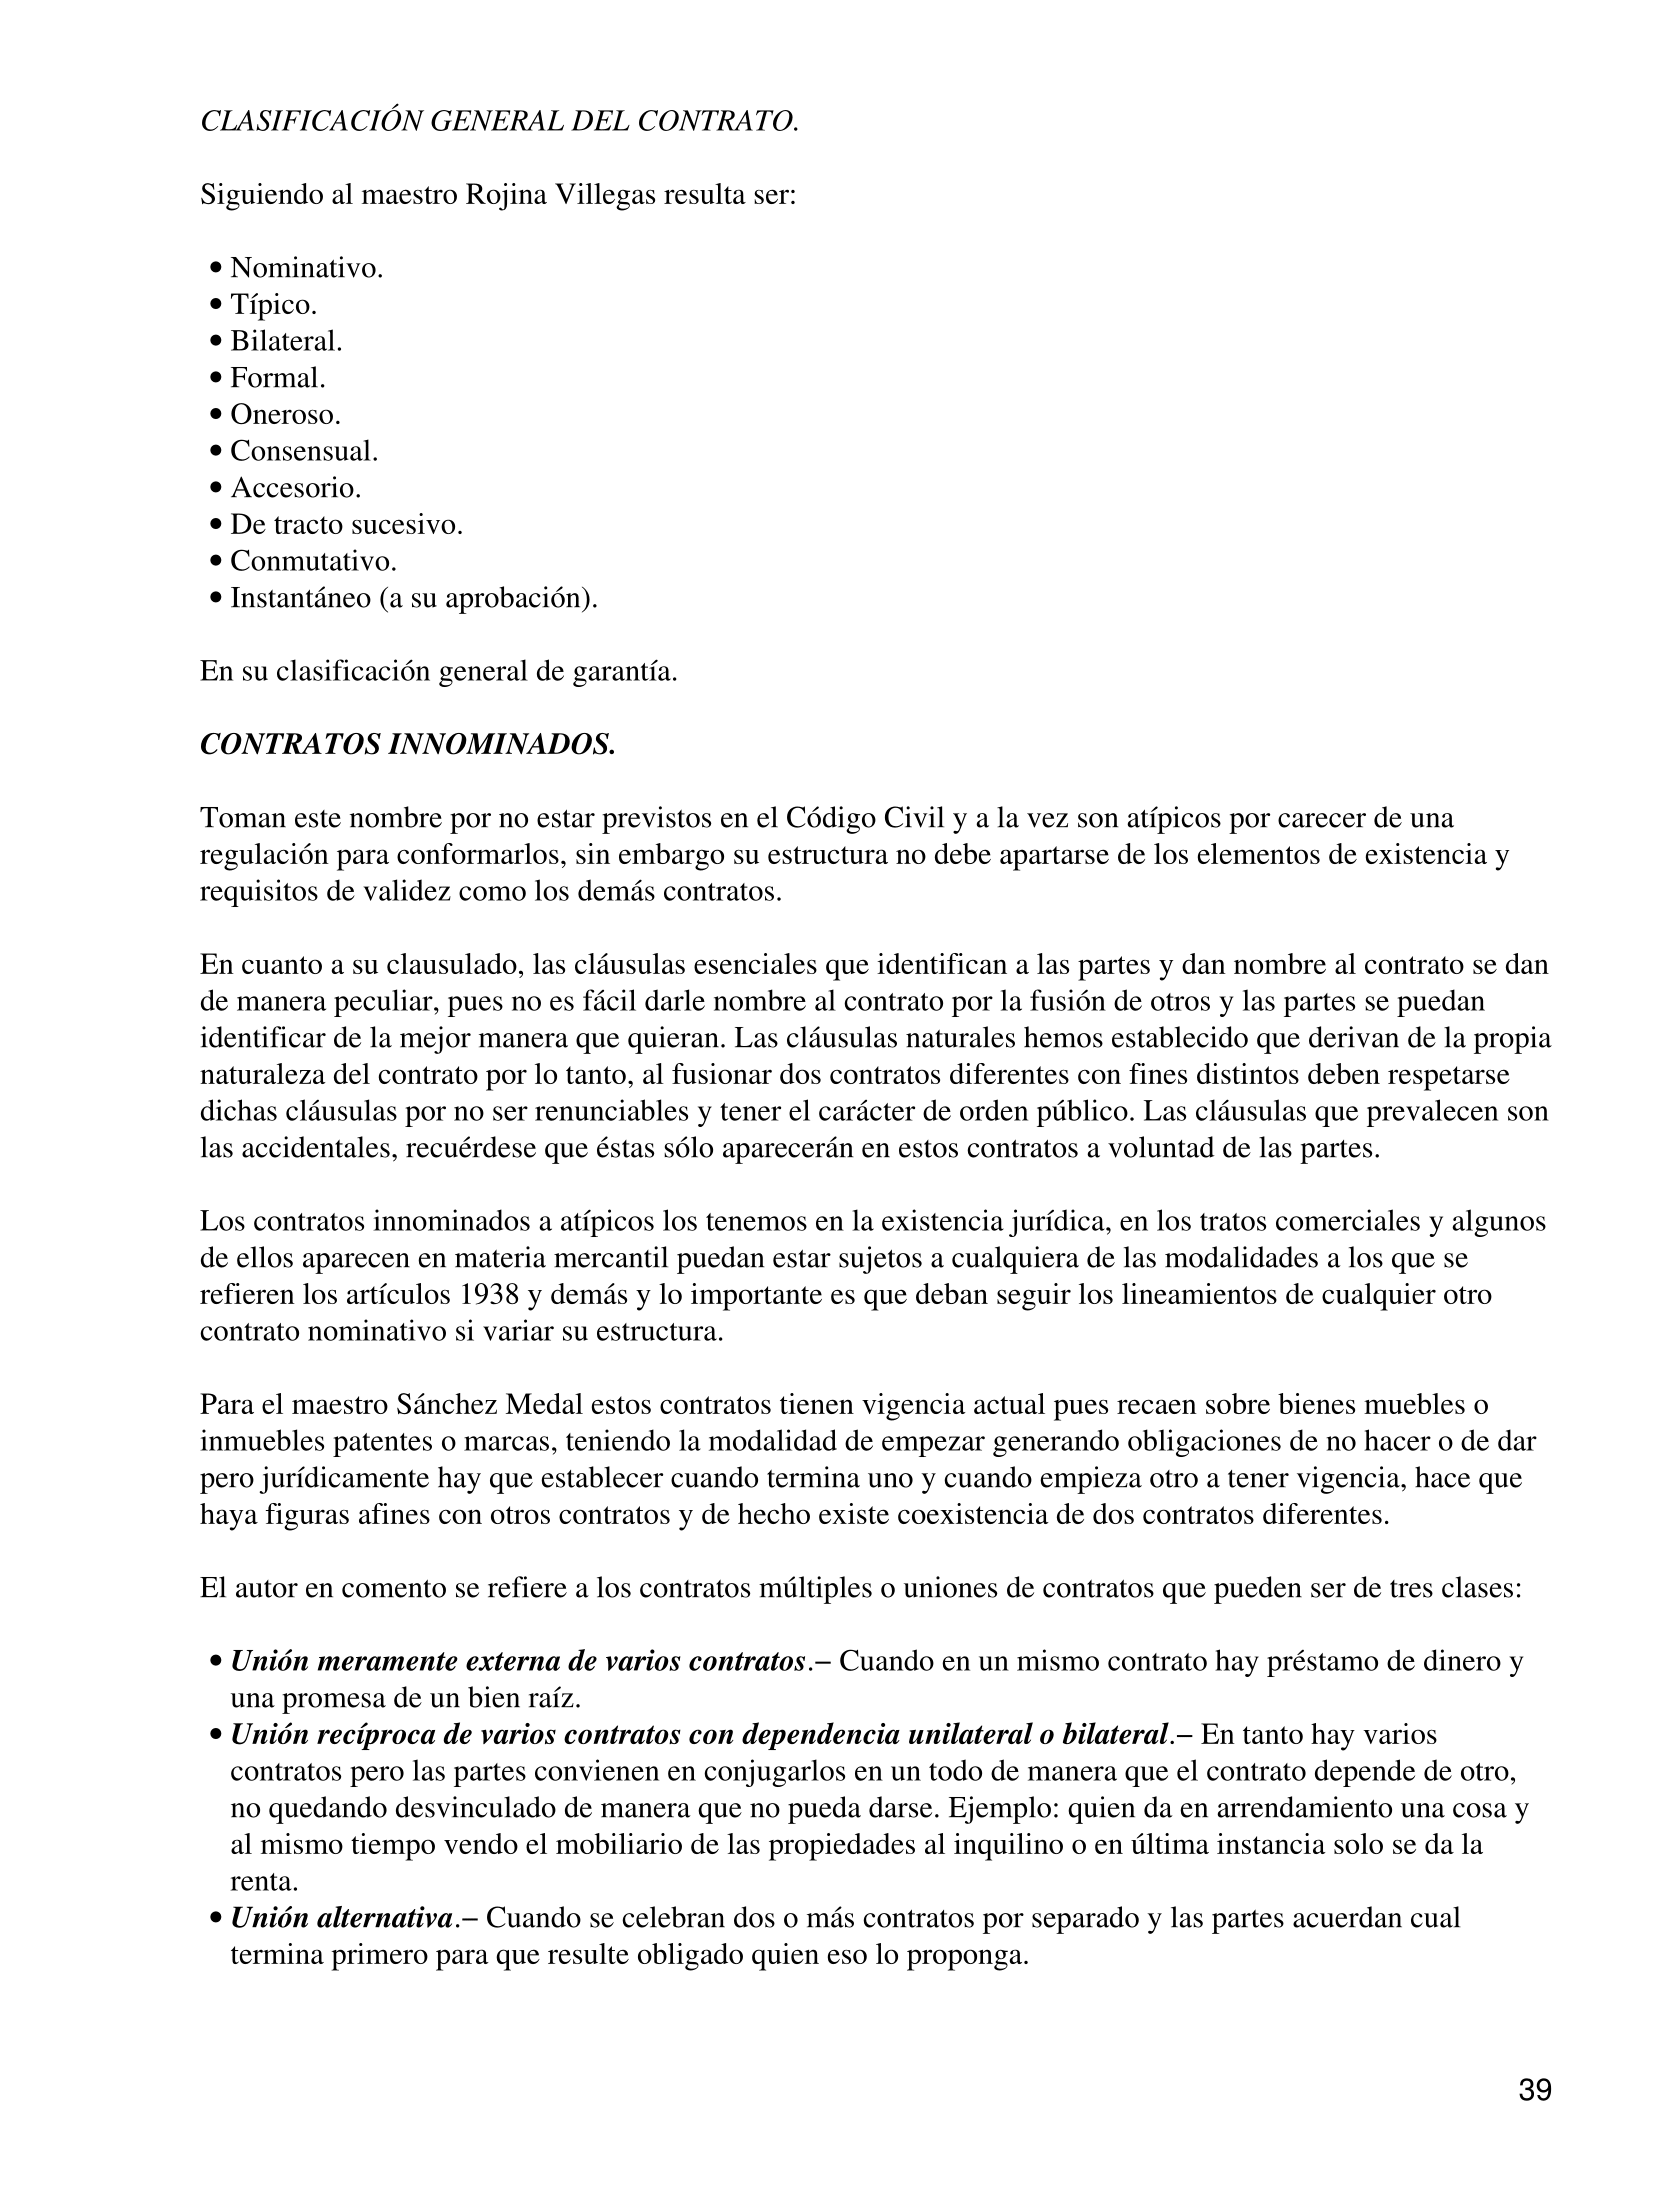 CLASIFICACIÓN GENERAL DEL CONTRATO.
Siguiendo al maestro Rojina Villegas resulta ser:
• Nominativo.
• Típico.
• Bilateral.
• Formal.
• Oneroso.
• Consensual.
• Accesorio.
• De tracto sucesivo.
• Conmutativo.
• Instantáneo (a su aprobación).
En su clasificación general de garantía.
CONTRATOS INNOMINADOS.
Toman este nombre por no estar previstos en el Código Civil y a la vez son atípicos por carecer de una
regulación para conformarlos, sin embargo su estructura no debe apartarse de los elementos de existencia y
requisitos de validez como los demás contratos.
En cuanto a su clausulado, las cláusulas esenciales que identifican a las partes y dan nombre al contrato se dan
de manera peculiar, pues no es fácil darle nombre al contrato por la fusión de otros y las partes se puedan
identificar de la mejor manera que quieran. Las cláusulas naturales hemos establecido que derivan de la propia
naturaleza del contrato por lo tanto, al fusionar dos contratos diferentes con fines distintos deben respetarse
dichas cláusulas por no ser renunciables y tener el carácter de orden público. Las cláusulas que prevalecen son
las accidentales, recuérdese que éstas sólo aparecerán en estos contratos a voluntad de las partes.
Los contratos innominados a atípicos los tenemos en la existencia jurídica, en los tratos comerciales y algunos
de ellos aparecen en materia mercantil puedan estar sujetos a cualquiera de las modalidades a los que se
refieren los artículos 1938 y demás y lo importante es que deban seguir los lineamientos de cualquier otro
contrato nominativo si variar su estructura.
Para el maestro Sánchez Medal estos contratos tienen vigencia actual pues recaen sobre bienes muebles o
inmuebles patentes o marcas, teniendo la modalidad de empezar generando obligaciones de no hacer o de dar
pero jurídicamente hay que establecer cuando termina uno y cuando empieza otro a tener vigencia, hace que
haya figuras afines con otros contratos y de hecho existe coexistencia de dos contratos diferentes.
El autor en comento se refiere a los contratos múltiples o uniones de contratos que pueden ser de tres clases:
• Unión meramente externa de varios contratos.− Cuando en un mismo contrato hay préstamo de dinero y
una promesa de un bien raíz.
• Unión recíproca de varios contratos con dependencia unilateral o bilateral.− En tanto hay varios
contratos pero las partes convienen en conjugarlos en un todo de manera que el contrato depende de otro,
no quedando desvinculado de manera que no pueda darse. Ejemplo: quien da en arrendamiento una cosa y
al mismo tiempo vendo el mobiliario de las propiedades al inquilino o en última instancia solo se da la
renta.
• Unión alternativa.− Cuando se celebran dos o más contratos por separado y las partes acuerdan cual
termina primero para que resulte obligado quien eso lo proponga.
39